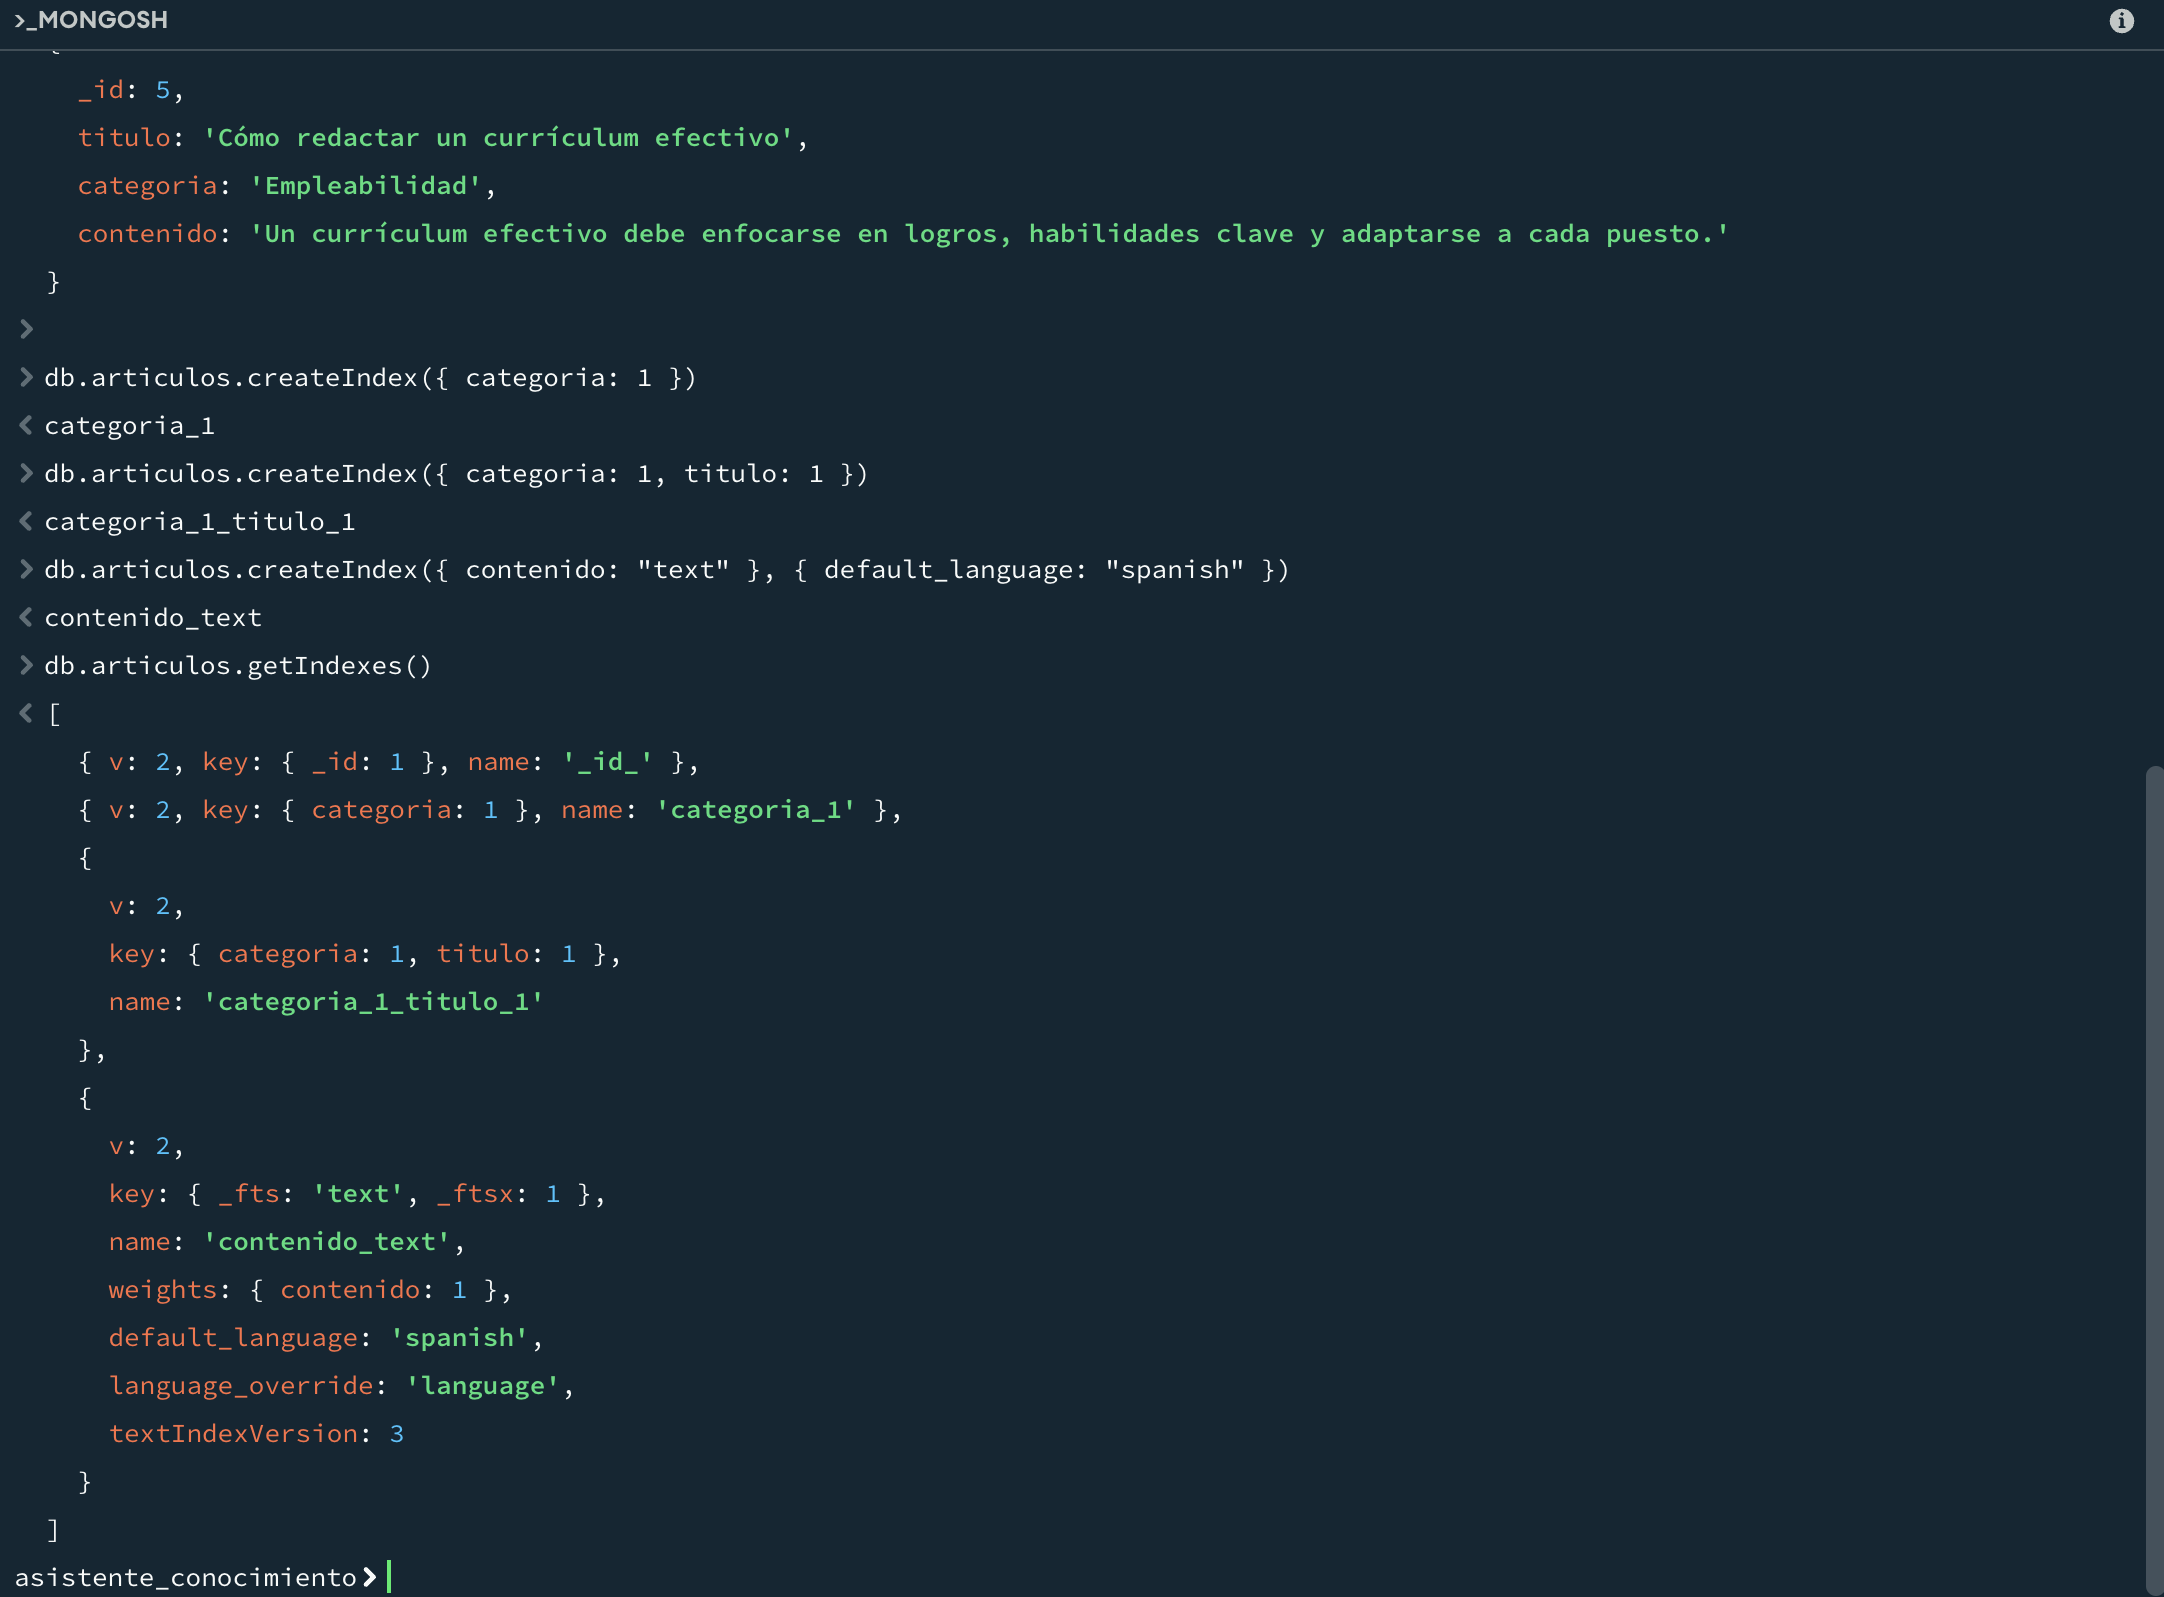 >_MONGOSH
_id: 5,
titulo: 'Cómo redactar un currículum efectivo',
categoria: 'Empleabilidad',
contenido: 'Un currículum efectivo debe enfocarse en logros, habilidades clave y adaptarse a cada puesto.'
}
>
> db.articulos.createIndex({ categoria: 1 })
< categoria_1
> db.articulos.createIndex({ categoria: 1, titulo: 1 })
< categoria_1_titulo_1
> db.articulos.createIndex({ contenido: "text" }, { default_language: "spanish" })
< contenido_text
> db.articulos.getIndexes()
< [
{ v: 2, key: { _id: 1 }, name: '_id_' },
{ v: 2, key: { categoria: 1 }, name: 'categoria_1' },
{
v: 2,
key: { categoria: 1, titulo: 1 },
name: 'categoria_1_titulo_1'
},
{
v: 2,
key: { _fts: 'text', _ftsx: 1 },
name: 'contenido_text',
weights: { contenido: 1 },
default_language: 'spanish',
language_override: 'language',
textIndexVersion: 3
}
]
asistente_conocimiento>